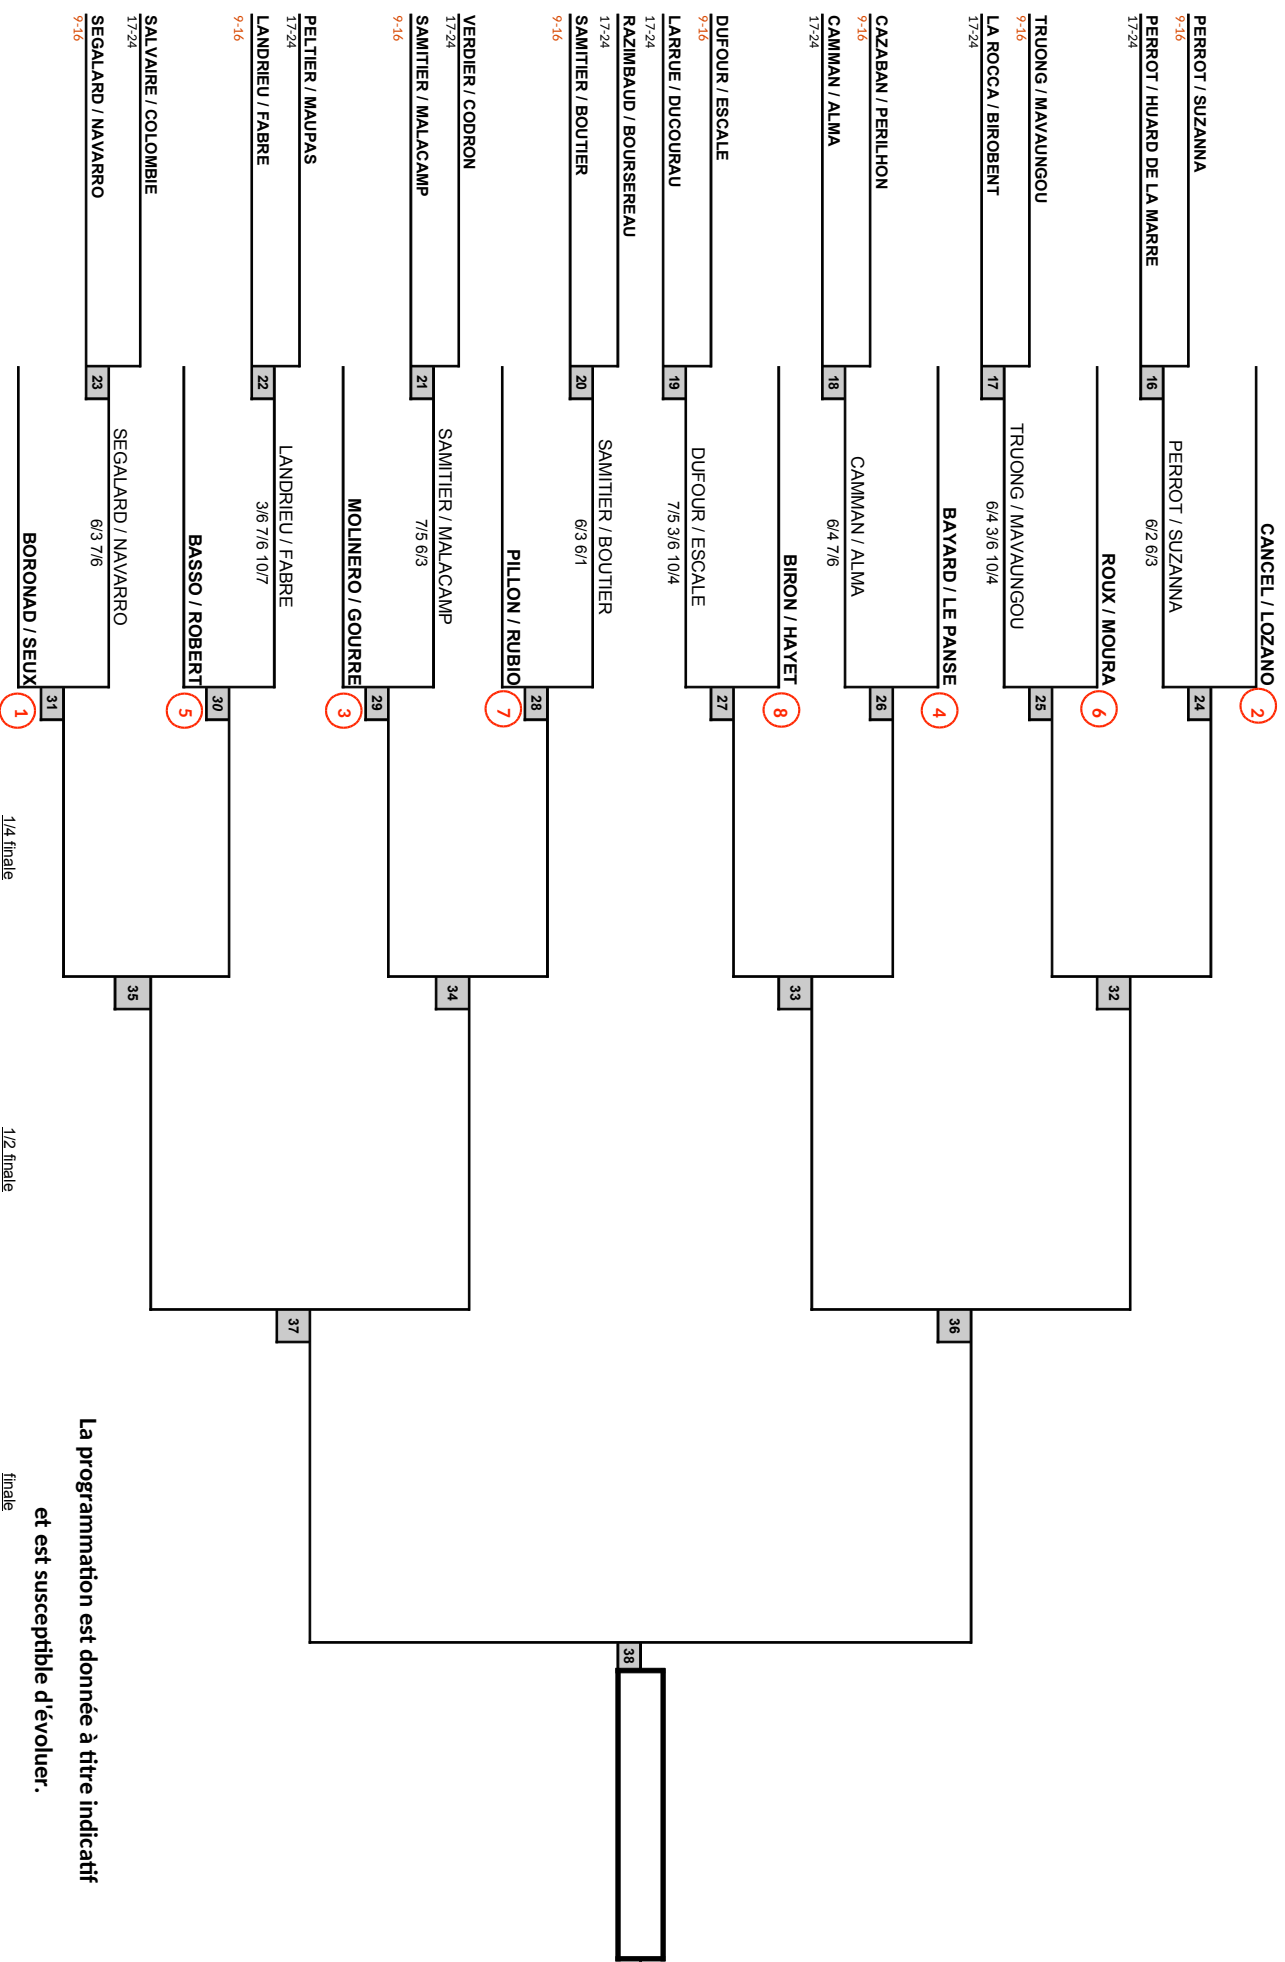 CANCEL / LOZANO
2
PERROT / SUZANNA
9-16
24
16
PERROT / SUZANNA
6/2 6/3
PERROT / HUARD DE LA MARRE
17-24
32
ROUX / MOURA
6
TRUONG / MAVAUNGOU
9-16
25
17
TRUONG / MAVAUNGOU
6/4 3/6 10/4
LA ROCCA / BIROBENT
17-24
36
BAYARD / LE PANSE
4
CAZABAN / PERILHON
9-16
26
18
CAMMAN / ALMA
6/4 7/6
CAMMAN / ALMA
17-24
33
BIRON / HAYET
8
DUFOUR / ESCALE
9-16
27
19
DUFOUR / ESCALE
7/5 3/6 10/4
LARRUE / DUCOURAU
17-24
38
RAZIMBAUD / BOURSEREAU
17-24
20
SAMITIER / BOUTIER
6/3 6/1
SAMITIER / BOUTIER
9-16
28
PILLON / RUBIO
7
34
VERDIER / CODRON
17-24
21
SAMITIER / MALACAMP
7/5 6/3
SAMITIER / MALACAMP
9-16
29
MOLINERO / GOURRE
3
37
PELTIER / MAUPAS
17-24
22
LANDRIEU / FABRE
3/6 7/6 10/7
LANDRIEU / FABRE
9-16
30
BASSO / ROBERT
5
35
SALVAIRE / COLOMBIE
17-24
23
SEGALARD / NAVARRO
6/3 7/6
SEGALARD / NAVARRO
9-16
31
BORONAD / SEUX
1
La programmation est donnée à titre indicatif
et est susceptible d'évoluer.
1/4 finale
1/2 finale
finale